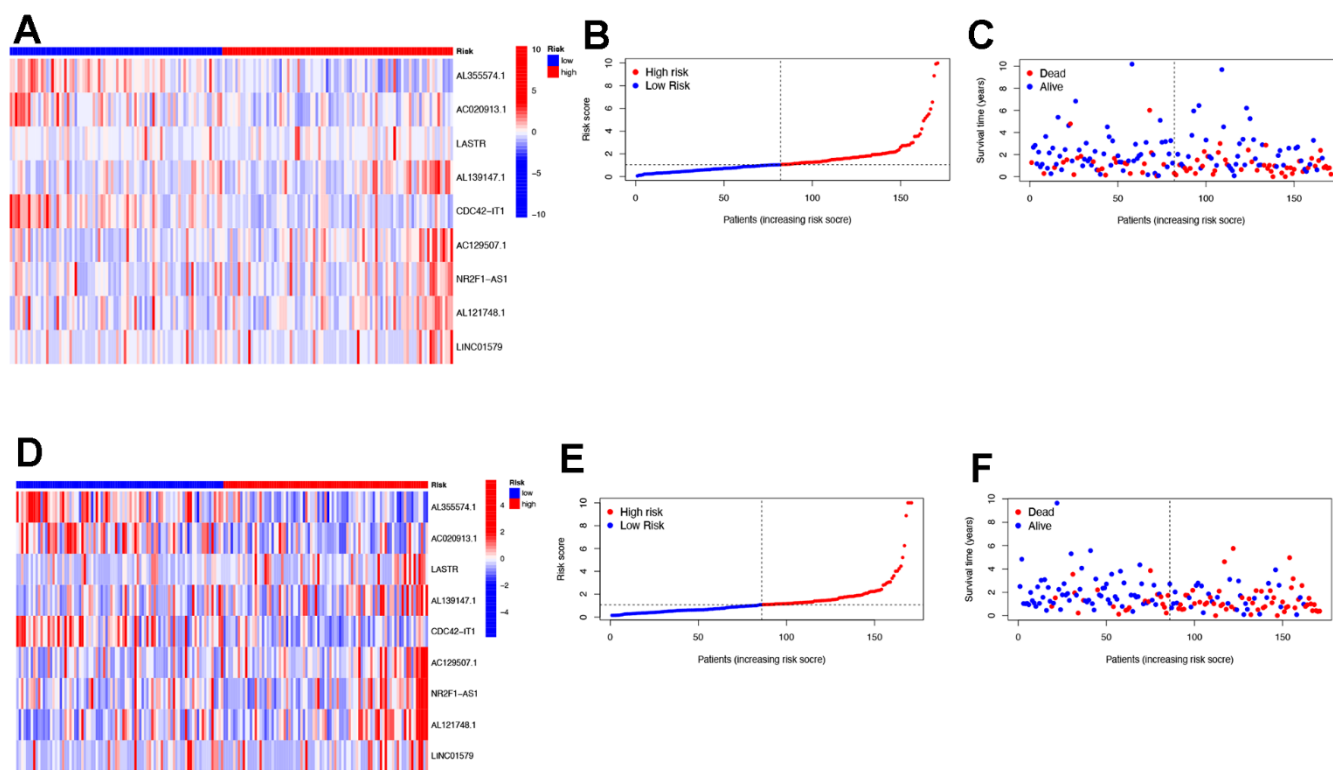 A
Risk
AL355574.1
AC020913.1
LASTR
AL139147.1
CDC42−IT1
AC129507.1
NR2F1−AS1
AL121748.1
LINC01579
10
5
0
−5
−10
Risk
low
high
B
High risk
Low Risk
Risk score
10
8
6
4
2
0
0 50 100 150
Patients (increasing risk socre)
C
Dead
Alive
Survival time (years)
10
8
6
4
2
0
0 50 100 150
Patients (increasing risk socre)
D
Risk
AL355574.1
AC020913.1
LASTR
AL139147.1
CDC42−IT1
AC129507.1
NR2F1−AS1
AL121748.1
LINC01579
4
2
0
−2
−4
Risk
low
high
E
High risk
Low Risk
Risk score
10
8
6
4
2
0
0 50 100 150
Patients (increasing risk socre)
F
Dead
Alive
Survival time (years)
10
8
6
4
2
0
0 50 100 150
Patients (increasing risk socre)